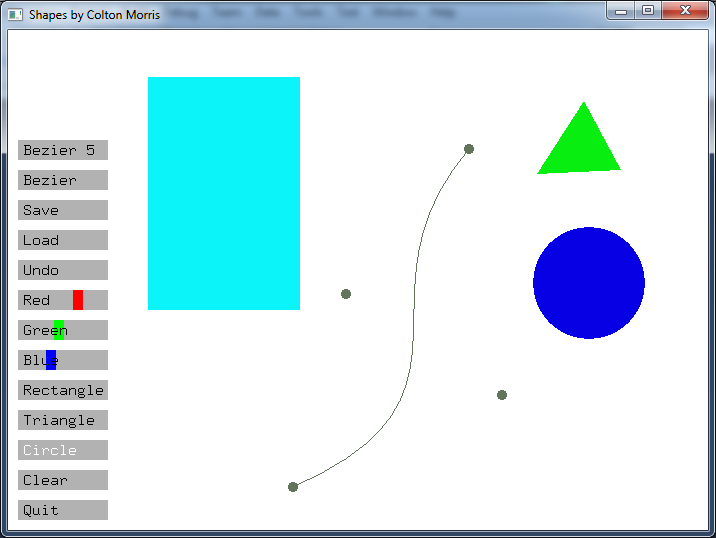 Shapes by Colton Morris
Bezier 5
Bezier
Save
Load
Undo
Red
Green
Blue
Rectangle
Triangle
Circle
Clear
Quit